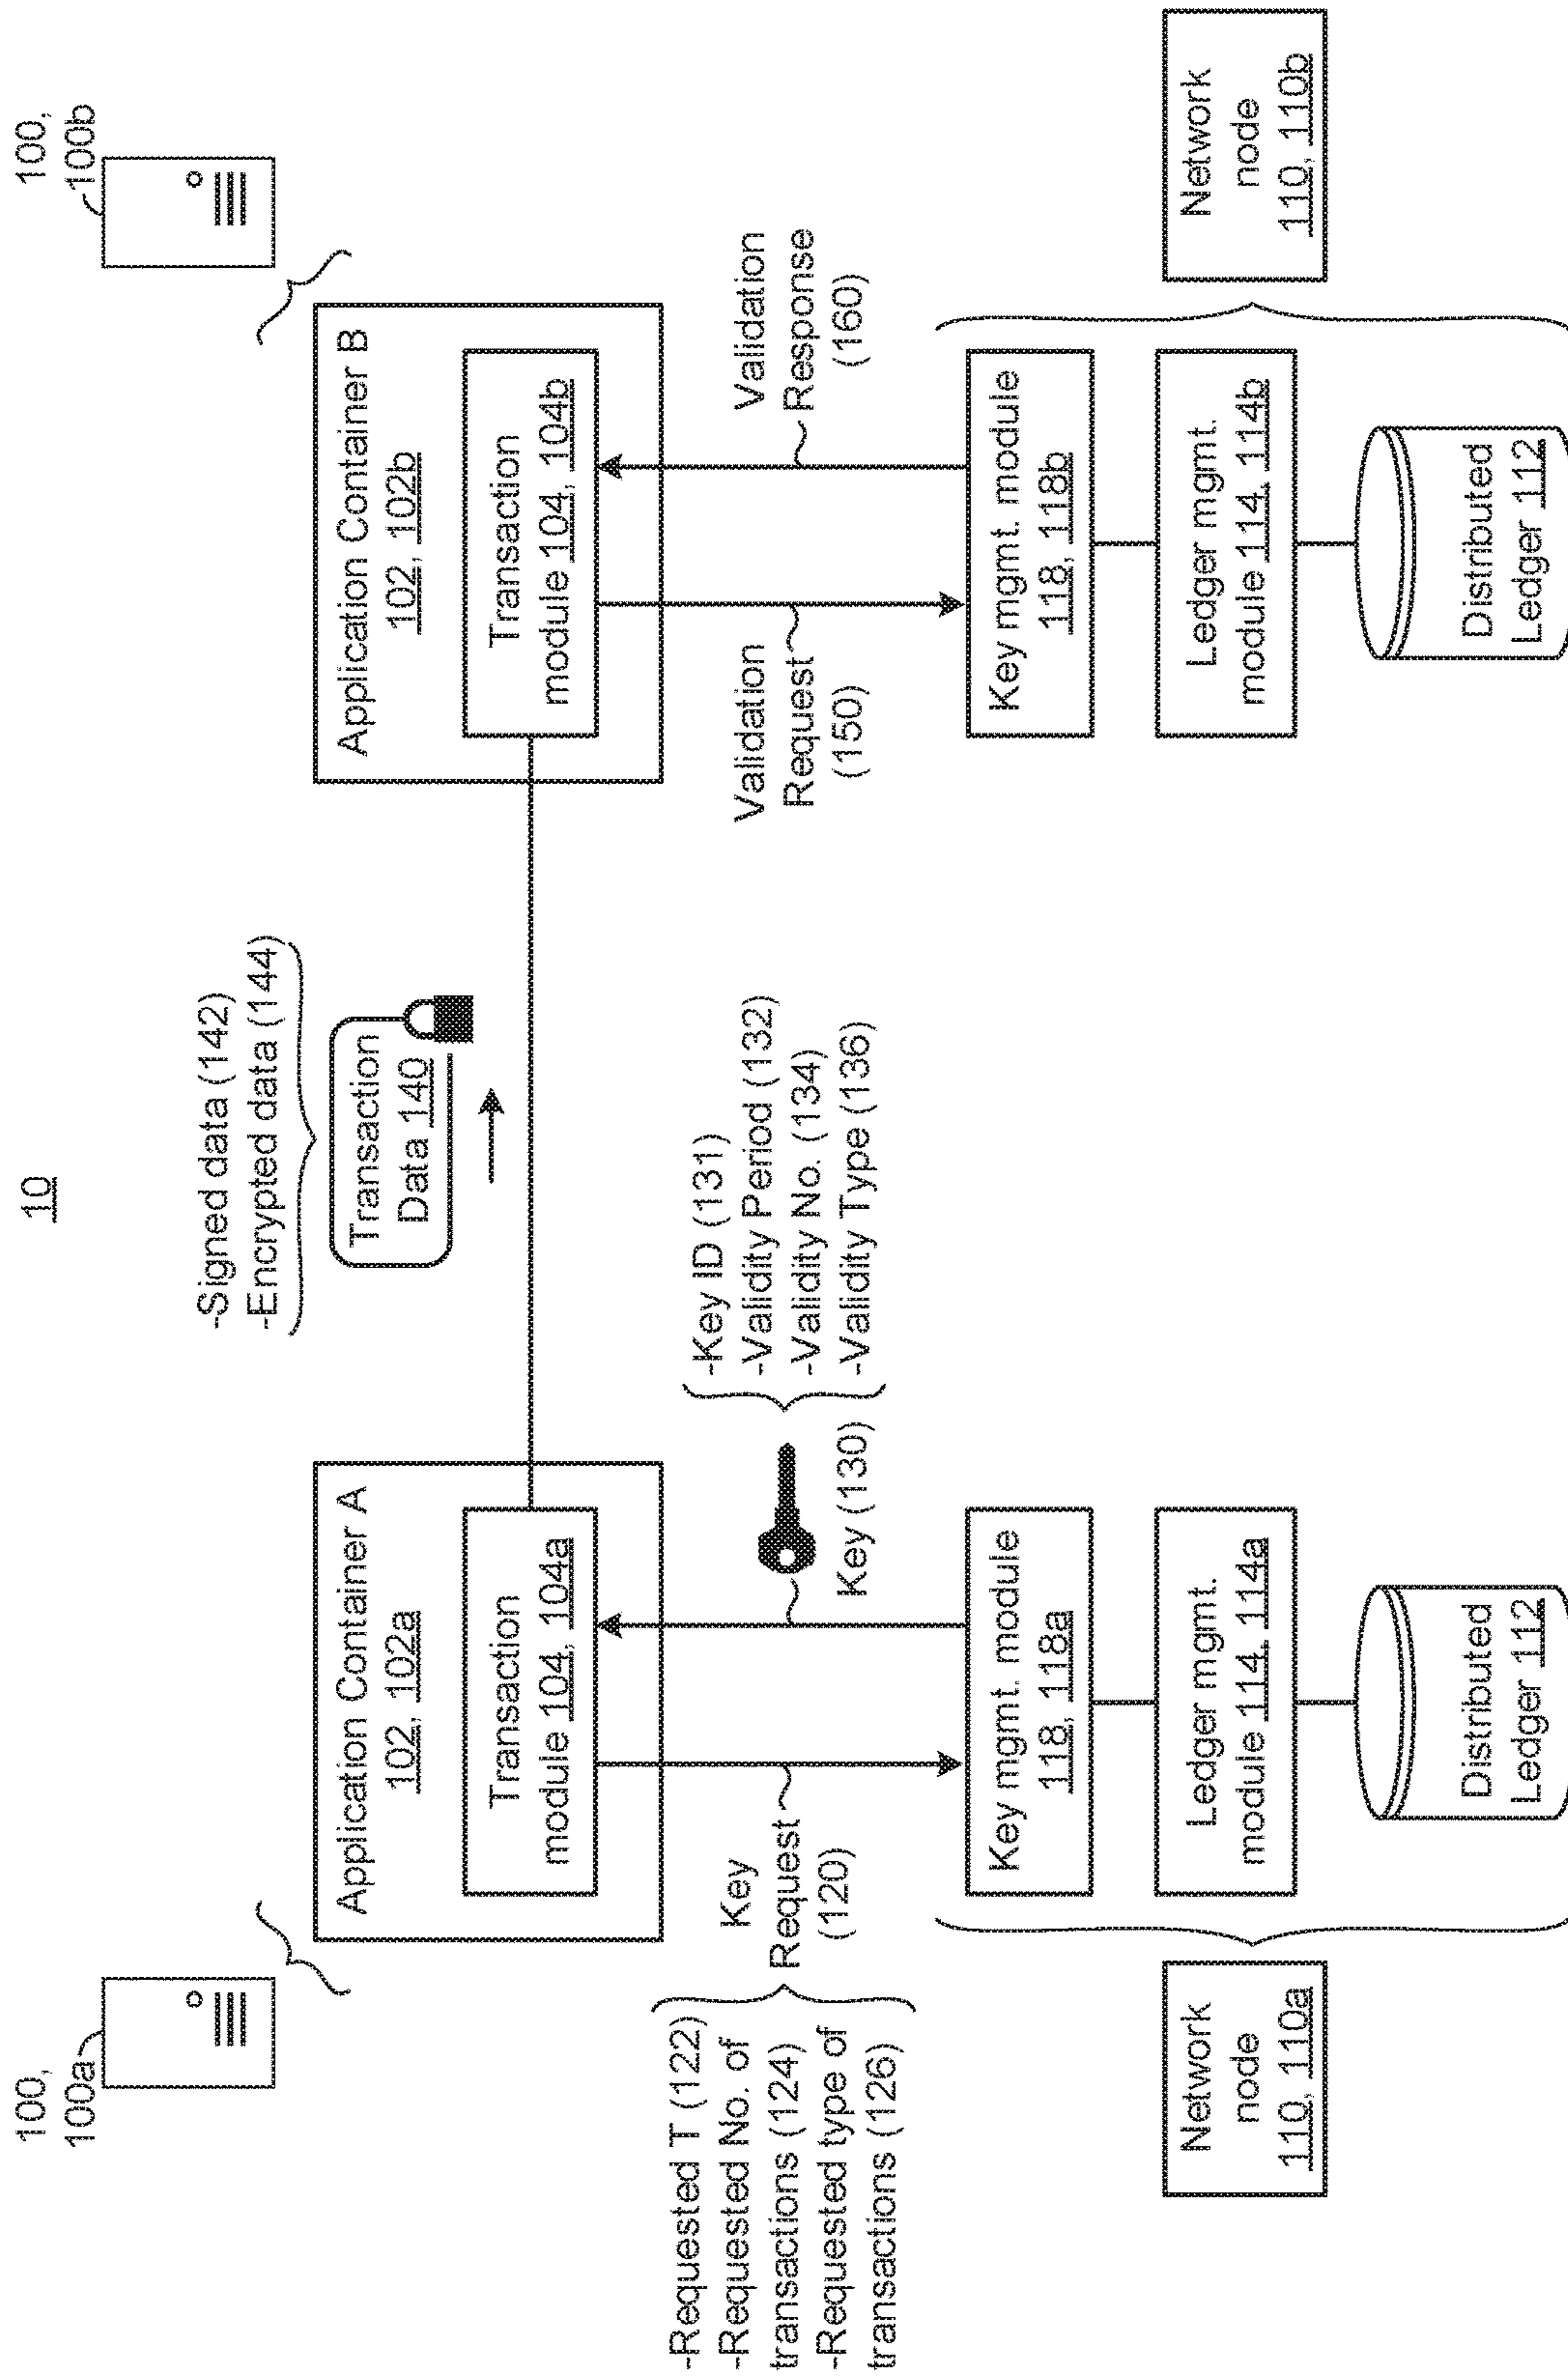 10
100,
100a
100,
100b
Application Container A
102, 102a
Transaction
module 104, 104a
-Signed data (142)
-Encrypted data (144)
Transaction
Data 140
Application Container B
102, 102b
Transaction
module 104, 104b
-Requested T (122)
-Requested No. of
transactions (124)
-Requested type of
transactions (126)
Key
Request
(120)
Key (130)
-Key ID (131)
-Validity Period (132)
-Validity No. (134)
-Validity Type (136)
Validation
Request
(150)
Validation
Response
(160)
Network
node
110, 110a
Key mgmt. module
118, 118a
Ledger mgmt.
module 114, 114a
Distributed
Ledger 112
Key mgmt. module
118, 118b
Ledger mgmt.
module 114, 114b
Distributed
Ledger 112
Network
node
110, 110b